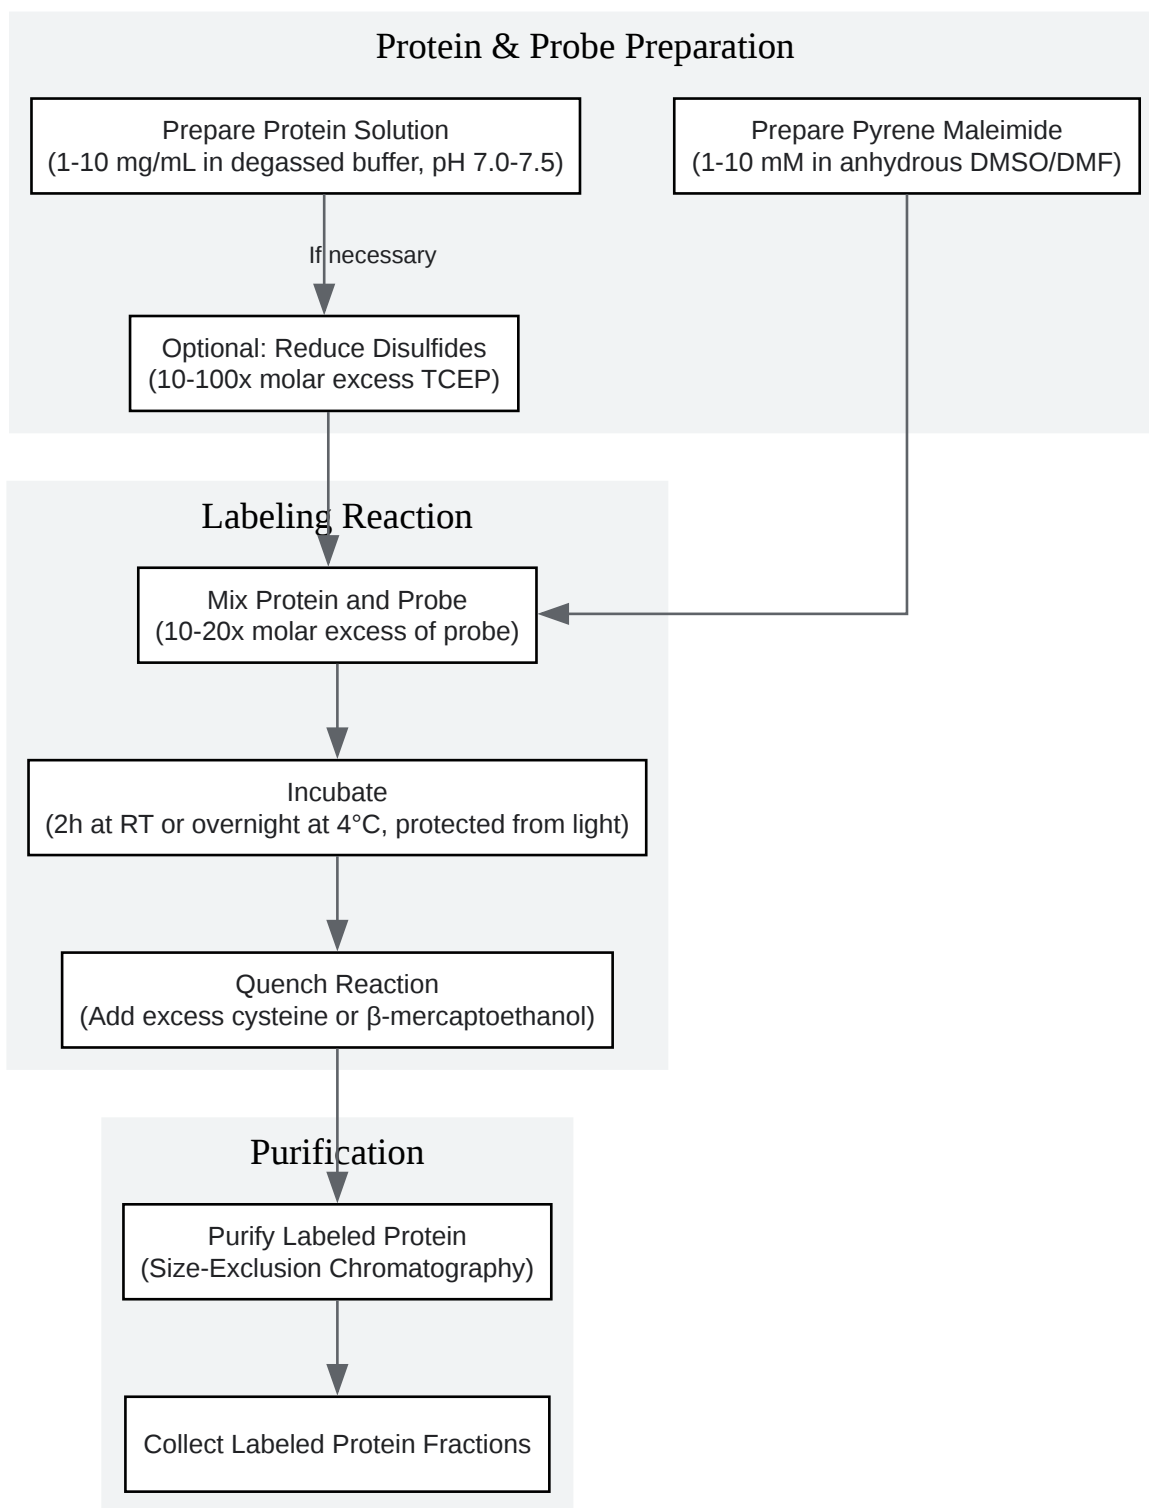 Protein & Probe Preparation
Prepare Protein Solution
(1-10 mg/mL in degassed buffer, pH 7.0-7.5)
Prepare Pyrene Maleimide
(1-10 mM in anhydrous DMSO/DMF)
If necessary
Optional: Reduce Disulfides
(10-100x molar excess TCEP)
Labeling Reaction
Mix Protein and Probe
(10-20x molar excess of probe)
Incubate
(2h at RT or overnight at 4°C, protected from light)
Quench Reaction
(Add excess cysteine or β-mercaptoethanol)
Purification
Purify Labeled Protein
(Size-Exclusion Chromatography)
Collect Labeled Protein Fractions